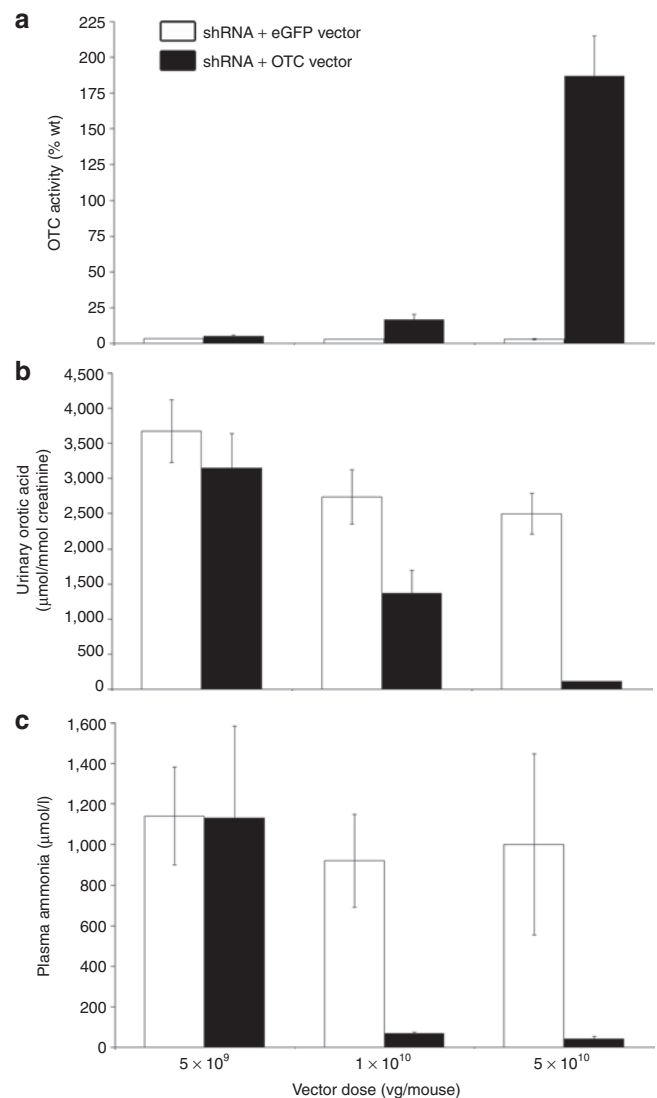 a
225
200
175
150
125
100
75
50
25
0
OTC activity (% wt)
shRNA + eGFP vector
shRNA + OTC vector
b
4,500
4,000
3,500
3,000
2,500
2,000
1,500
1,000
500
0
Urinary orotic acid
(µmol/mmol creatinine)
c
1,600
1,400
1,200
1,000
800
600
400
200
0
Plasma ammonia (µmol/l)
5 × 10⁹ 1 × 10¹⁰ 5 × 10¹⁰
Vector dose (vg/mouse)